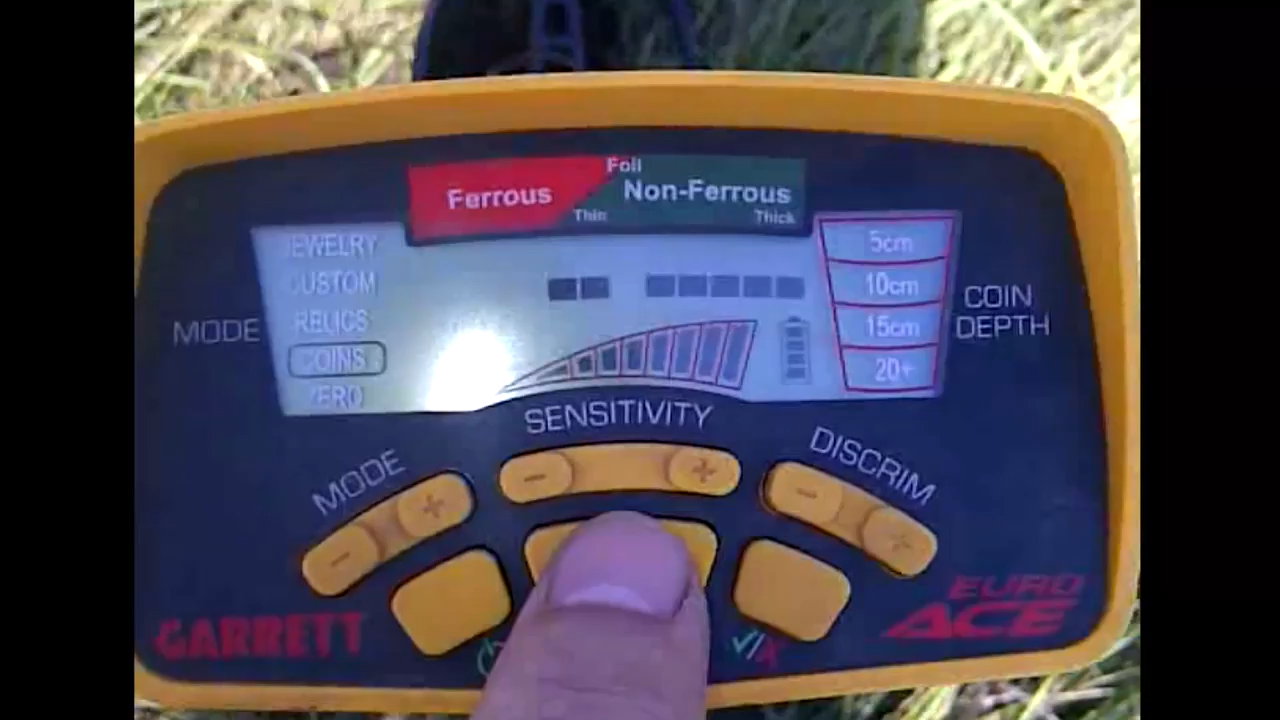 Foil
Ferrous
Non-Ferrous
Thin
Thick
JEWELRY
CUSTOM
RELICS
COINS
ZERO
MODE
5cm
10cm
15cm
20+
COIN
DEPTH
SENSITIVITY
MODE
DISCRIM
- +
- +
- +
GARRETT
EURO
ACE